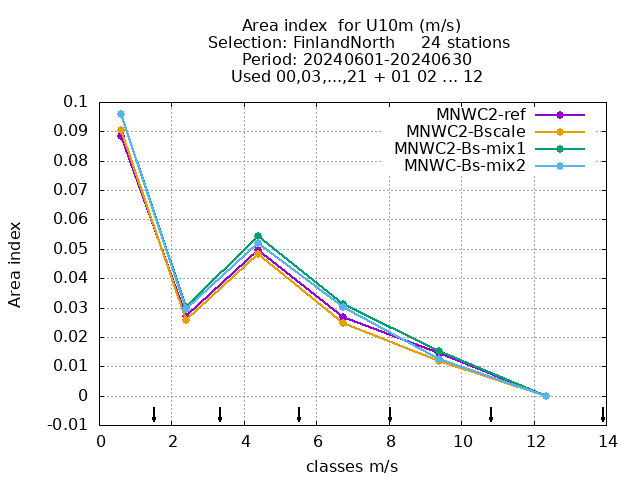 Area index  for U10m (m/s)
Selection: FinlandNorth     24 stations
Period: 20240601-20240630
Used 00,03,...,21 + 01 02 ... 12
MNWC2-ref
MNWC2-Bscale
MNWC2-Bs-mix1
MNWC-Bs-mix2
0.1
0.09
0.08
0.07
0.06
0.05
0.04
0.03
0.02
0.01
0
-0.01
Area index
0 2 4 6 8 10 12 14
classes m/s